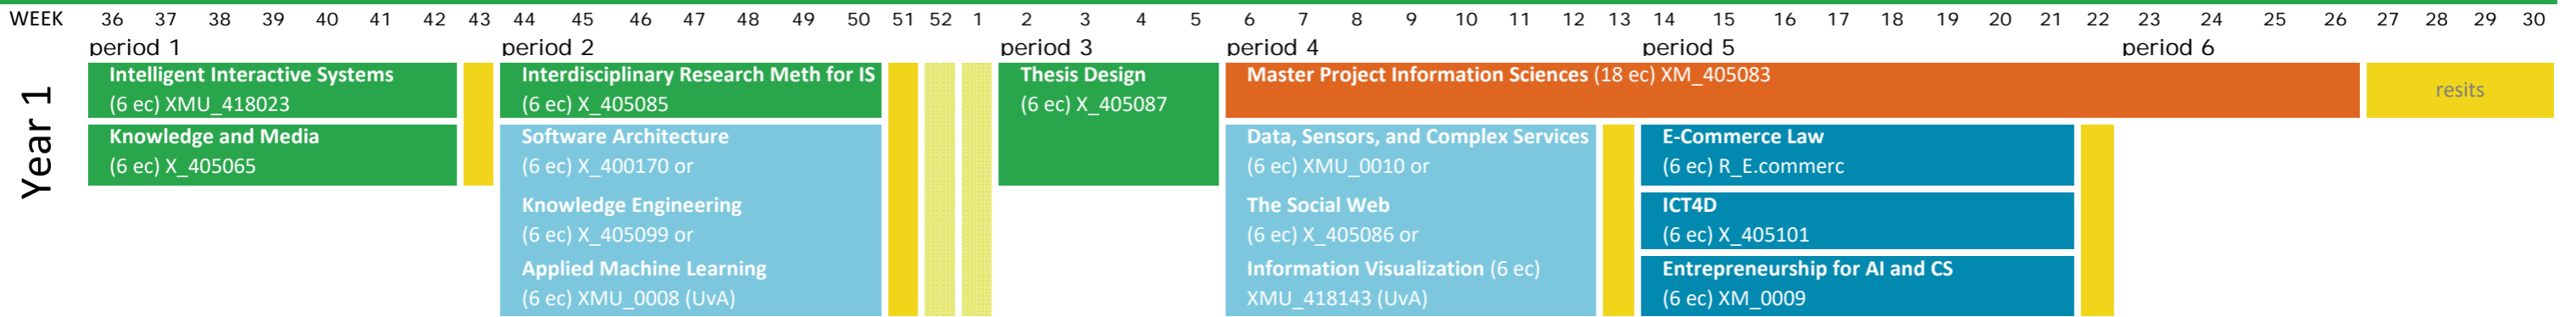 WEEK 36 37 38 39 40 41 42 43 44 45 46 47 48 49 50 51 52 1 2 3 4 5 6 7 8 9 10 11 12 13 14 15 16 17 18 19 20 21 22 23 24 25 26 27 28 29 30
period 1 period 2 period 3 period 4 period 5 period 6
Year 1
Intelligent Interactive Systems
(6 ec) XMU_418023
Knowledge and Media
(6 ec) X_405065
Interdisciplinary Research Meth for IS
(6 ec) X_405085
Software Architecture
(6 ec) X_400170 or
Knowledge Engineering
(6 ec) X_405099 or
Applied Machine Learning
(6 ec) XMU_0008 (UvA)
Thesis Design
(6 ec) X_405087
Master Project Information Sciences (18 ec) XM_405083
Data, Sensors, and Complex Services
(6 ec) XMU_0010 or
The Social Web
(6 ec) X_405086 or
Information Visualization (6 ec)
XMU_418143 (UvA)
E-Commerce Law
(6 ec) R_E.commerc
ICT4D
(6 ec) X_405101
Entrepreneurship for AI and CS
(6 ec) XM_0009
resits